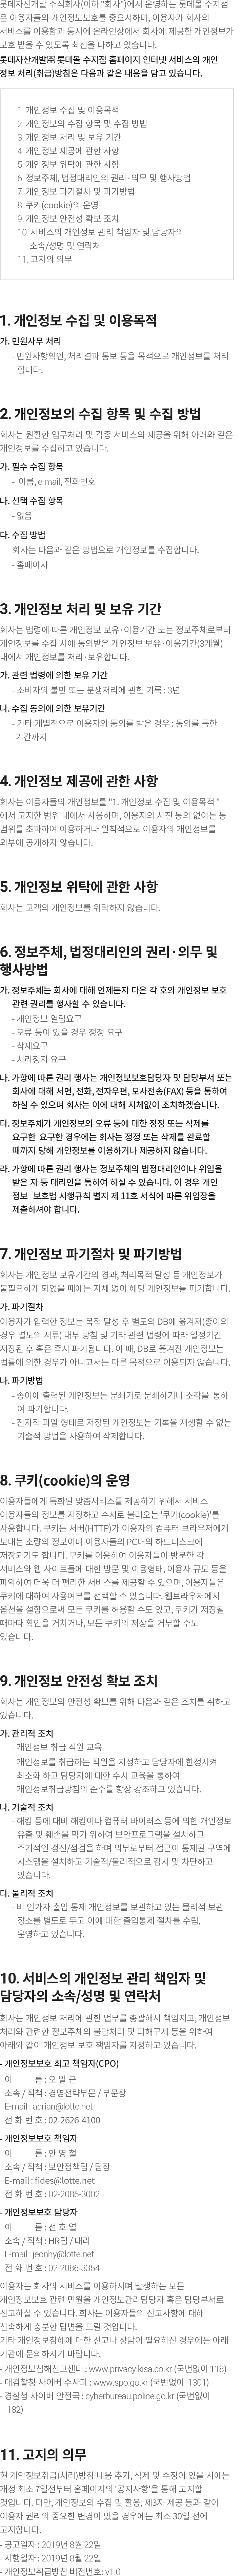 롯데자산개발 주식회사(이하 "회사")에서 운영하는 롯데몰 수지점
은 이용자들의 개인정보보호를 중요시하며, 이용자가 회사의
서비스를 이용함과 동시에 온라인상에서 회사에 제공한 개인정보가
보호 받을 수 있도록 최선을 다하고 있습니다.
롯데자산개발㈜ 롯데몰 수지점 홈페이지 인터넷 서비스의 개인
정보 처리(취급)방침은 다음과 같은 내용을 담고 있습니다.
1. 개인정보 수집 및 이용목적
2. 개인정보의 수집 항목 및 수집 방법
3. 개인정보 처리 및 보유 기간
4. 개인정보 제공에 관한 사항
5. 개인정보 위탁에 관한 사항
6. 정보주체, 법정대리인의 권리·의무 및 행사방법
7. 개인정보 파기절차 및 파기방법
8. 쿠키(cookie)의 운영
9. 개인정보 안전성 확보 조치
10. 서비스의 개인정보 관리 책임자 및 담당자의
소속/성명 및 연락처
11. 고지의 의무
1. 개인정보 수집 및 이용목적
가. 민원사무 처리
- 민원사항확인, 처리결과 통보 등을 목적으로 개인정보를 처리
합니다.
2. 개인정보의 수집 항목 및 수집 방법
회사는 원활한 업무처리 및 각종 서비스의 제공을 위해 아래와 같은
개인정보를 수집하고 있습니다.
가. 필수 수집 항목
- 이름, e-mail, 전화번호
나. 선택 수집 항목
- 없음
다. 수집 방법
회사는 다음과 같은 방법으로 개인정보를 수집합니다.
- 홈페이지
3. 개인정보 처리 및 보유 기간
회사는 법령에 따른 개인정보 보유·이용기간 또는 정보주체로부터
개인정보를 수집 시에 동의받은 개인정보 보유·이용기간(3개월)
내에서 개인정보를 처리·보유합니다.
가. 관련 법령에 의한 보유 기간
- 소비자의 불만 또는 분쟁처리에 관한 기록 : 3년
나. 수집 동의에 의한 보유기간
- 기타 개별적으로 이용자의 동의를 받은 경우 : 동의를 득한
기간까지
4. 개인정보 제공에 관한 사항
회사는 이용자들의 개인정보를 "1. 개인정보 수집 및 이용목적 "
에서 고지한 범위 내에서 사용하며, 이용자의 사전 동의 없이는 동
범위를 초과하여 이용하거나 원칙적으로 이용자의 개인정보를
외부에 공개하지 않습니다.
5. 개인정보 위탁에 관한 사항
회사는 고객의 개인정보를 위탁하지 않습니다.
6. 정보주체, 법정대리인의 권리·의무 및
행사방법
가. 정보주체는 회사에 대해 언제든지 다은 각 호의 개인정보 보호
관련 권리를 행사할 수 있습니다.
- 개인정보 열람요구
- 오류 등이 있을 경우 정정 요구
- 삭제요구
- 처리정지 요구
나. 가항에 따른 권리 행사는 개인정보보호담당자 및 담당부서 또는
회사에 대해 서면, 전화, 전자우편, 모사전송(FAX) 등을 통하여
하실 수 있으며 회사는 이에 대해 지체없이 조치하겠습니다.
다. 정보주체가 개인정보의 오류 등에 대한 정정 또는 삭제를
요구한 요구한 경우에는 회사는 정정 또는 삭제를 완료할
때까지 당해 개인정보를 이용하거나 제공하지 않습니다.
라. 가항에 따른 권리 행사는 정보주체의 법정대리인이나 위임을
받은 자 등 대리인을 통하여 하실 수 있습니다. 이 경우 개인
정보 보호법 시행규칙 별지 제 11호 서식에 따른 위임장을
제출하셔야 합니다.
7. 개인정보 파기절차 및 파기방법
회사는 개인정보 보유기간의 경과, 처리목적 달성 등 개인정보가
불필요하게 되었을 때에는 지체 없이 해당 개인정보를 파기합니다.
가. 파기절차
이용자가 입력한 정보는 목적 달성 후 별도의 DB에 옮겨져(종이의
경우 별도의 서류) 내부 방침 및 기타 관련 법령에 따라 일정기간
저장된 후 혹은 즉시 파기됩니다. 이 때, DB로 옮겨진 개인정보는
법률에 의한 경우가 아니고서는 다른 목적으로 이용되지 않습니다.
나. 파기방법
- 종이에 출력된 개인정보는 분쇄기로 분쇄하거나 소각을 통하
여 파기합니다.
- 전자적 파일 형태로 저장된 개인정보는 기록을 재생할 수 없는
기술적 방법을 사용하여 삭제합니다.
8. 쿠키(cookie)의 운영
이용자들에게 특화된 맞춤서비스를 제공하기 위해서 서비스
이용자들의 정보를 저장하고 수시로 불러오는 '쿠키(cookie)'를
사용합니다. 쿠키는 서버(HTTP)가 이용자의 컴퓨터 브라우저에게
보내는 소량의 정보이며 이용자들의 PC내의 하드디스크에
저장되기도 합니다. 쿠키를 이용하여 이용자들이 방문한 각
서비스와 웹 사이트들에 대한 방문 및 이용형태, 이용자 규모 등을
파악하여 더욱 더 편리한 서비스를 제공할 수 있으며, 이용자들은
쿠키에 대하여 사용여부를 선택할 수 있습니다. 웹브라우저에서
옵션을 설함으로써 모든 쿠키를 허용할 수도 있고, 쿠키가 저장될
때마다 확인을 거치거나, 모든 쿠키의 저장을 거부할 수도
있습니다.
9. 개인정보 안전성 확보 조치
회사는 개인정보의 안전성 확보를 위해 다음과 같은 조치를 취하고
있습니다.
가. 관리적 조치
- 개인정보 취급 직원 교육
개인정보를 취급하는 직원을 지정하고 담당자에 한정시켜
최소화 하고 담당자에 대한 수시 교육을 통하여
개인정보취급방침의 준수를 항상 강조하고 있습니다.
나. 기술적 조치
- 해킹 등에 대비 해킹이나 컴퓨터 바이러스 등에 의한 개인정보
유출 및 훼손을 막기 위하여 보안프로그램을 설치하고
주기적인 갱신/점검을 하며 외부로부터 접근이 통제된 구역에
시스템을 설치하고 기술적/물리적으로 감시 및 차단하고
있습니다.
다. 물리적 조치
- 비 인가자 출입 통제 개인정보를 보관하고 있는 물리적 보관
장소를 별도로 두고 이에 대한 출입통제 절차를 수립,
운영하고 있습니다.
10. 서비스의 개인정보 관리 책임자 및
담당자의 소속/성명 및 연락처
회사는 개인정보 처리에 관한 업무를 총괄해서 책임지고, 개인정보
처리와 관련한 정보주체의 불만처리 및 피해구제 등을 위하여
아래와 같이 개인정보 보호 책임자를 지정하고 있습니다.
- 개인정보보호 최고 책임자(CPO)
이 름 : 오 일 근
소속 / 직책 : 경영전략부문 / 부문장
E-mail : adrian@lotte.net
전 화 번 호 : 02-2626-4100
- 개인정보보호 책임자
이 름 : 안 영 철
소속 / 직책 : 보안정책팀 / 팀장
E-mail : fides@lotte.net
전 화 번 호 : 02-2086-3002
- 개인정보보호 담당자
이 름 : 전 호 열
소속 / 직책 : HR팀 / 대리
E-mail : jeonhy@lotte.net
전 화 번 호 : 02-2086-3354
이용자는 회사의 서비스를 이용하시며 발생하는 모든
개인정보보호 관련 민원을 개인정보관리담당자 혹은 담당부서로
신고하실 수 있습니다. 회사는 이용자들의 신고사항에 대해
신속하게 충분한 답변을 드릴 것입니다.
기타 개인정보침해에 대한 신고나 상담이 필요하신 경우에는 아래
기관에 문의하시기 바랍니다.
- 개인정보침해신고센터 : www.privacy.kisa.co.kr (국번없이 118)
- 대검찰청 사이버 수사과 : www.spo.go.kr (국번없이 1301)
- 경찰청 사이버 안전국 : cyberbureau.police.go.kr (국번없이
182)
11. 고지의 의무
현 개인정보취급(처리)방침 내용 추가, 삭제 및 수정이 있을 시에는
개정 최소 7일전부터 홈페이지의 '공지사항'을 통해 고지할
것입니다. 다만, 개인정보의 수집 및 활용, 제3자 제공 등과 같이
이용자 권리의 중요한 변경이 있을 경우에는 최소 30일 전에
고지합니다.
- 공고일자 : 2019년 8월 22일
- 시행일자 : 2019년 8월 22일
- 개인정보취급방침 버전번호: v1.0